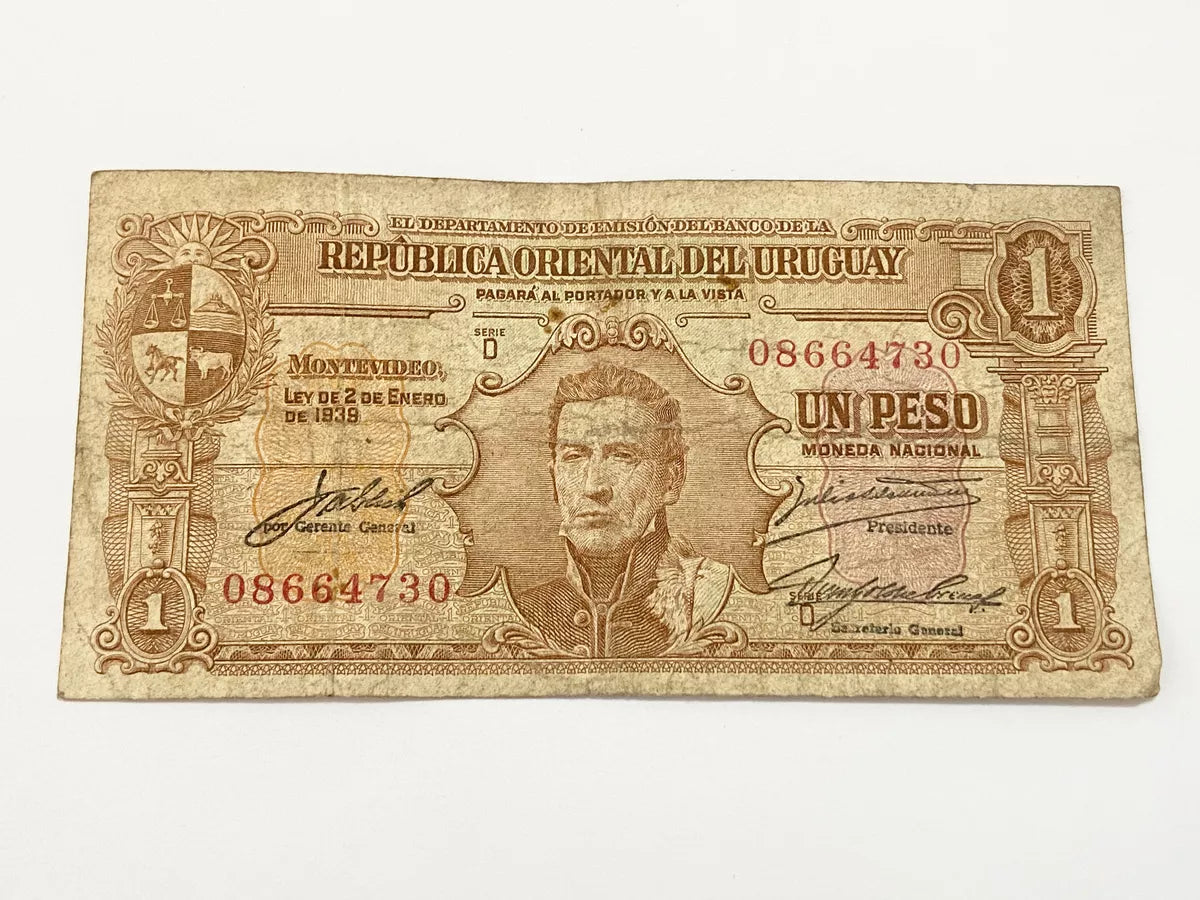 EL DEPARTAMENTO DE EMISIÓN DEL BANCO DE LA
REPÚBLICA ORIENTAL DEL URUGUAY
PAGARÁ AL PORTADOR Y A LA VISTA
1
SERIE
D
08664730
MONTEVIDEO,
LEY DE 2 DE ENERO
DE 1939
UN PESO
MONEDA NACIONAL
por Gerente General
Presidente
08664730
SERIE
D
Secretario General
1
1